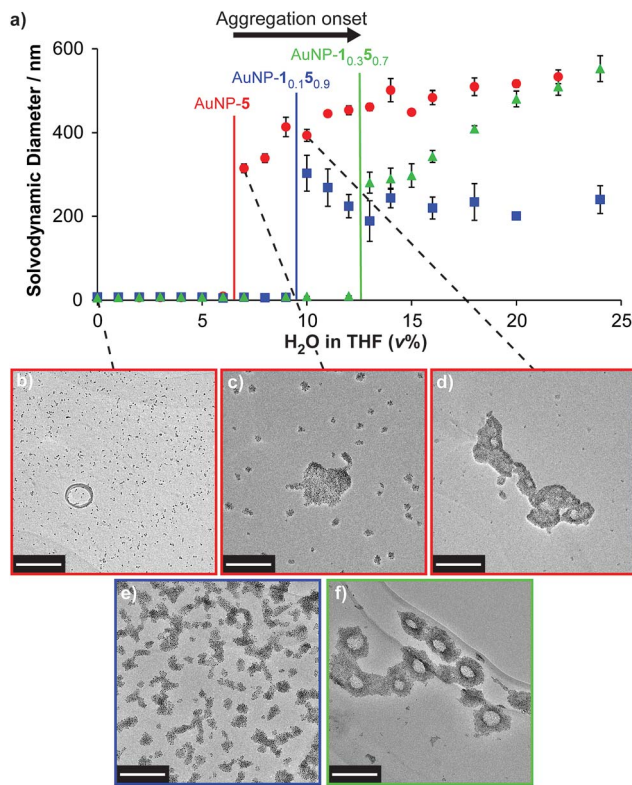 a)
Aggregation onset
AuNP-1₀.₃5₀.₇
AuNP-1₀.₁5₀.₉
AuNP-5
600
400
200
0
Solvodynamic Diameter / nm
0 5 10 15 20 25
H₂O in THF (v%)
b) c) d)
e) f)